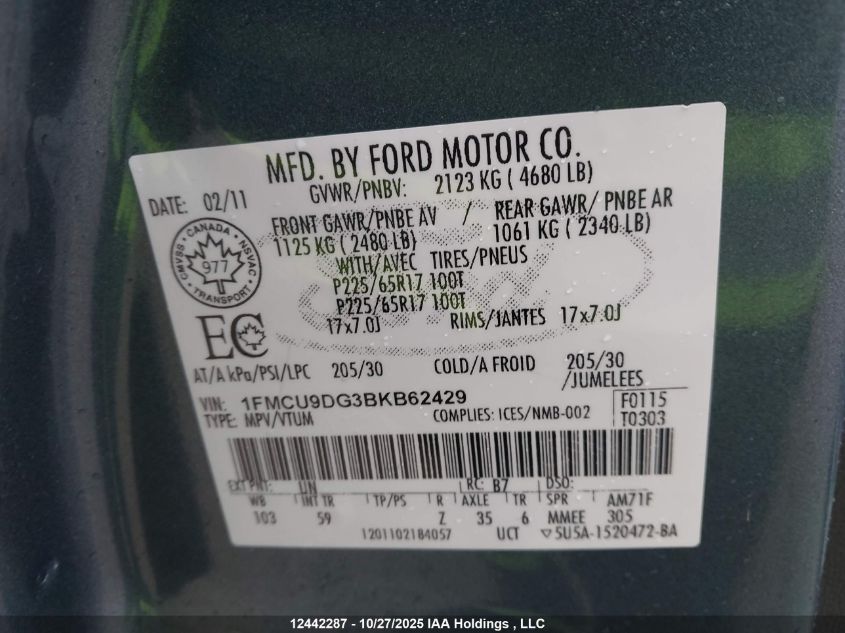 MFD. BY FORD MOTOR CO.
DATE: 02/11 GVWR/PNBV: 2123 KG ( 4680 LB)
FRONT GAWR/PNBE AV / REAR GAWR/ PNBE AR
1125 KG ( 2480 LB) 1061 KG ( 2340 LB)
WITH/AVEC TIRES/PNEUS
P225/65R17 100T
P225/65R17 100T
17x7.0J RIMS/JANTES 17x7.0J
CANADA
CMVSS NSVAC
977
TRANSPORT
EC
AT/A kPa/PSI/LPC 205/30 COLD/A FROID 205/30
/JUMELEES
VIN: 1FMCU9DG3BKB62429 F0115
TYPE: MPV/VTUM COMPLIES: ICES/NMB-002 T0303
EXT PNT: UN RC: B7 DSO:
WB INT TR TP/PS R AXLE TR SPR AM71F
103 59 Z 35 6 MMEE 305
1201102184057 UCT ▽5U5A-1520472-BA
12442287 - 10/27/2025 IAA Holdings , LLC